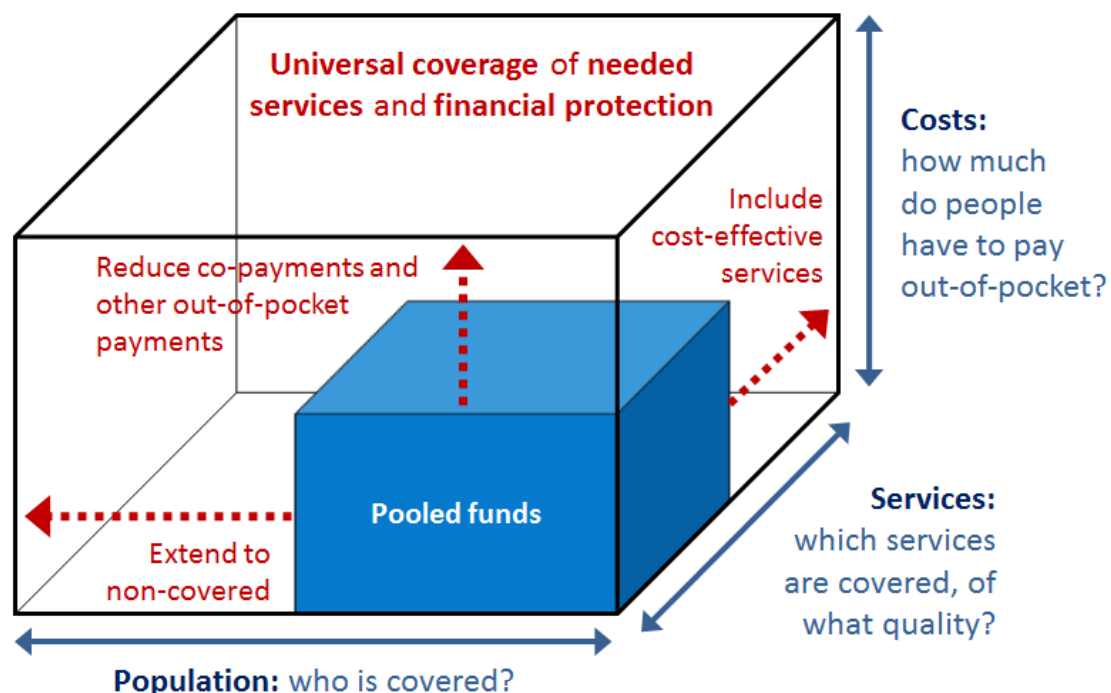 Universal coverage of needed
services and financial protection
Costs:
how much
do people
have to pay
out-of-pocket?
Include
cost-effective
services
Reduce co-payments and
other out-of-pocket
payments
Pooled funds
Extend to
non-covered
Services:
which services
are covered, of
what quality?
Population: who is covered?